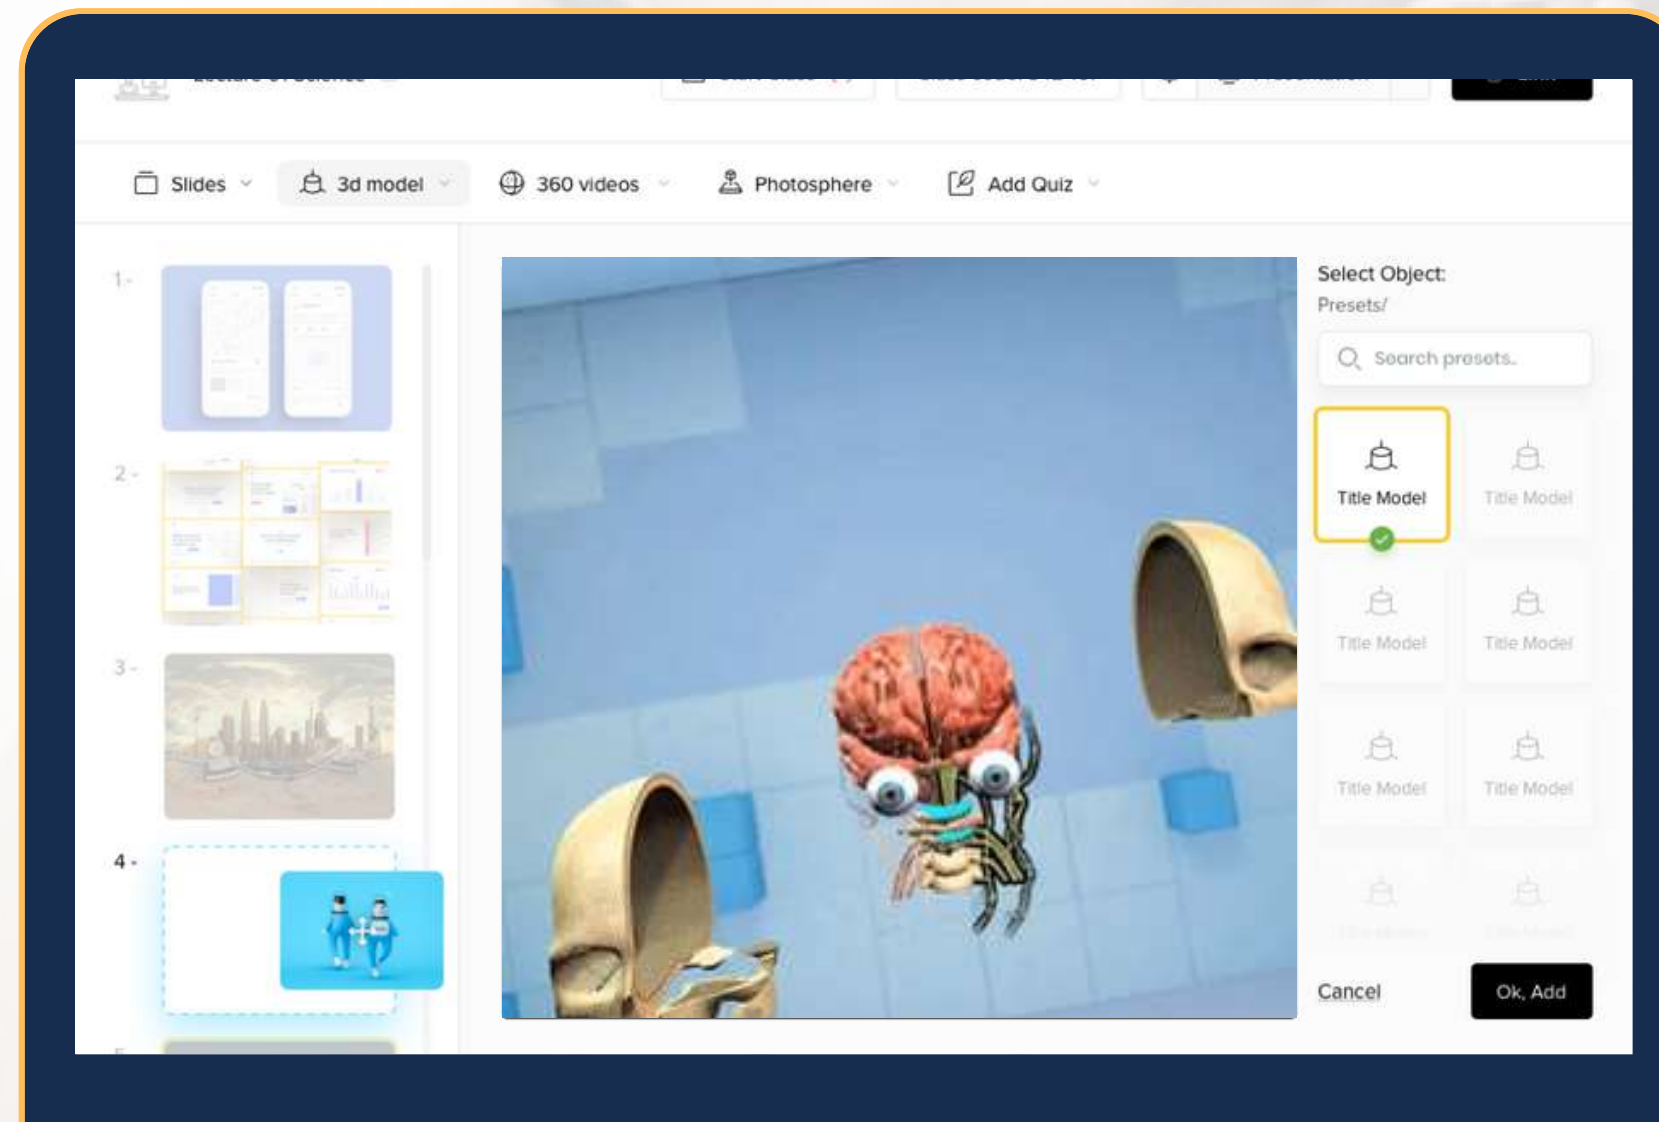 Slides
3d model
360 videos
Photosphere
Add Quiz
1 -
2 -
3 -
4 -
Select Object:
Presets/
Search presets..
Title Model
Title Model
Title Model
Title Model
Title Model
Title Model
Cancel
Ok, Add